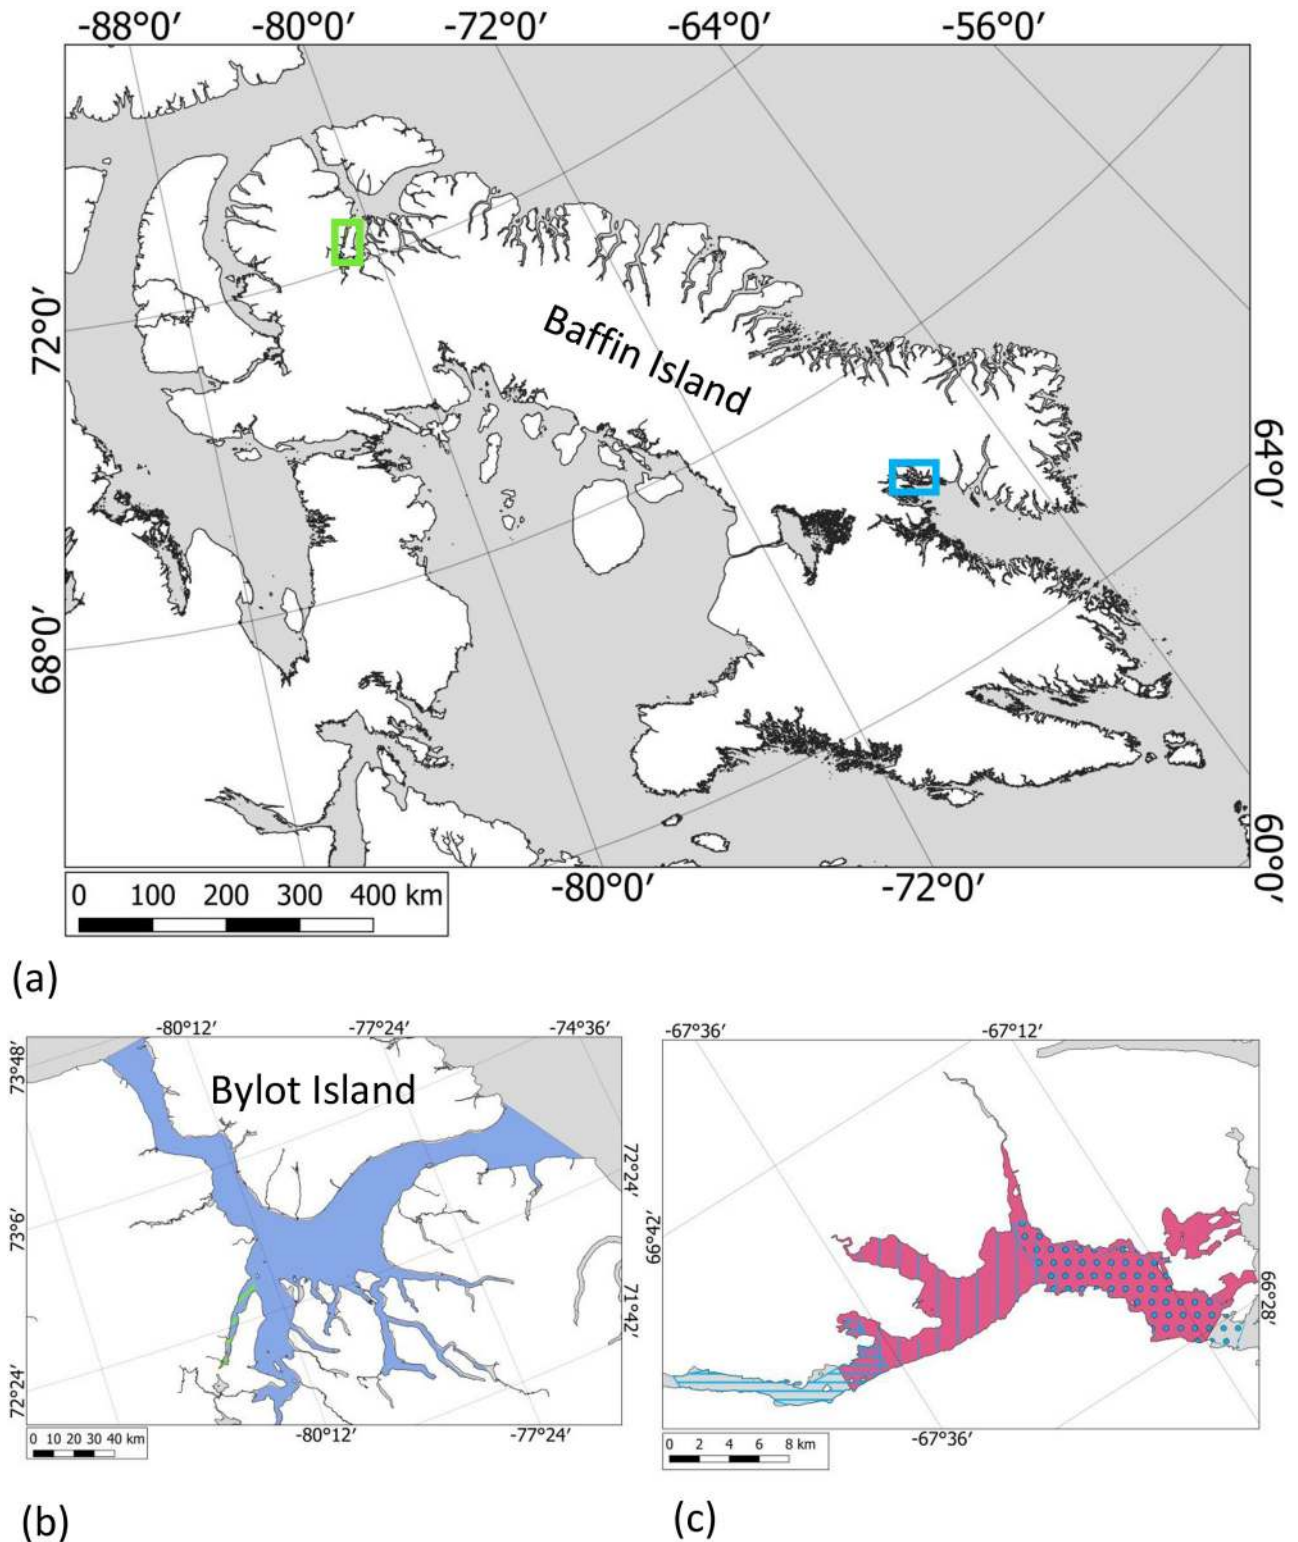 -88°0′ -80°0′ -72°0′ -64°0′ -56°0′
72°0′
Baffin Island
64°0′
68°0′
60°0′
-80°0′ -72°0′
0 100 200 300 400 km
(a)
-80°12′ -77°24′ -74°36′
73°48′
Bylot Island
72°24′
73°6′
71°42′
72°24′
-80°12′ -77°24′
0 10 20 30 40 km
(b)
-67°36′ -67°12′
66°42′
66°28′
-67°36′
0 2 4 6 8 km
(c)